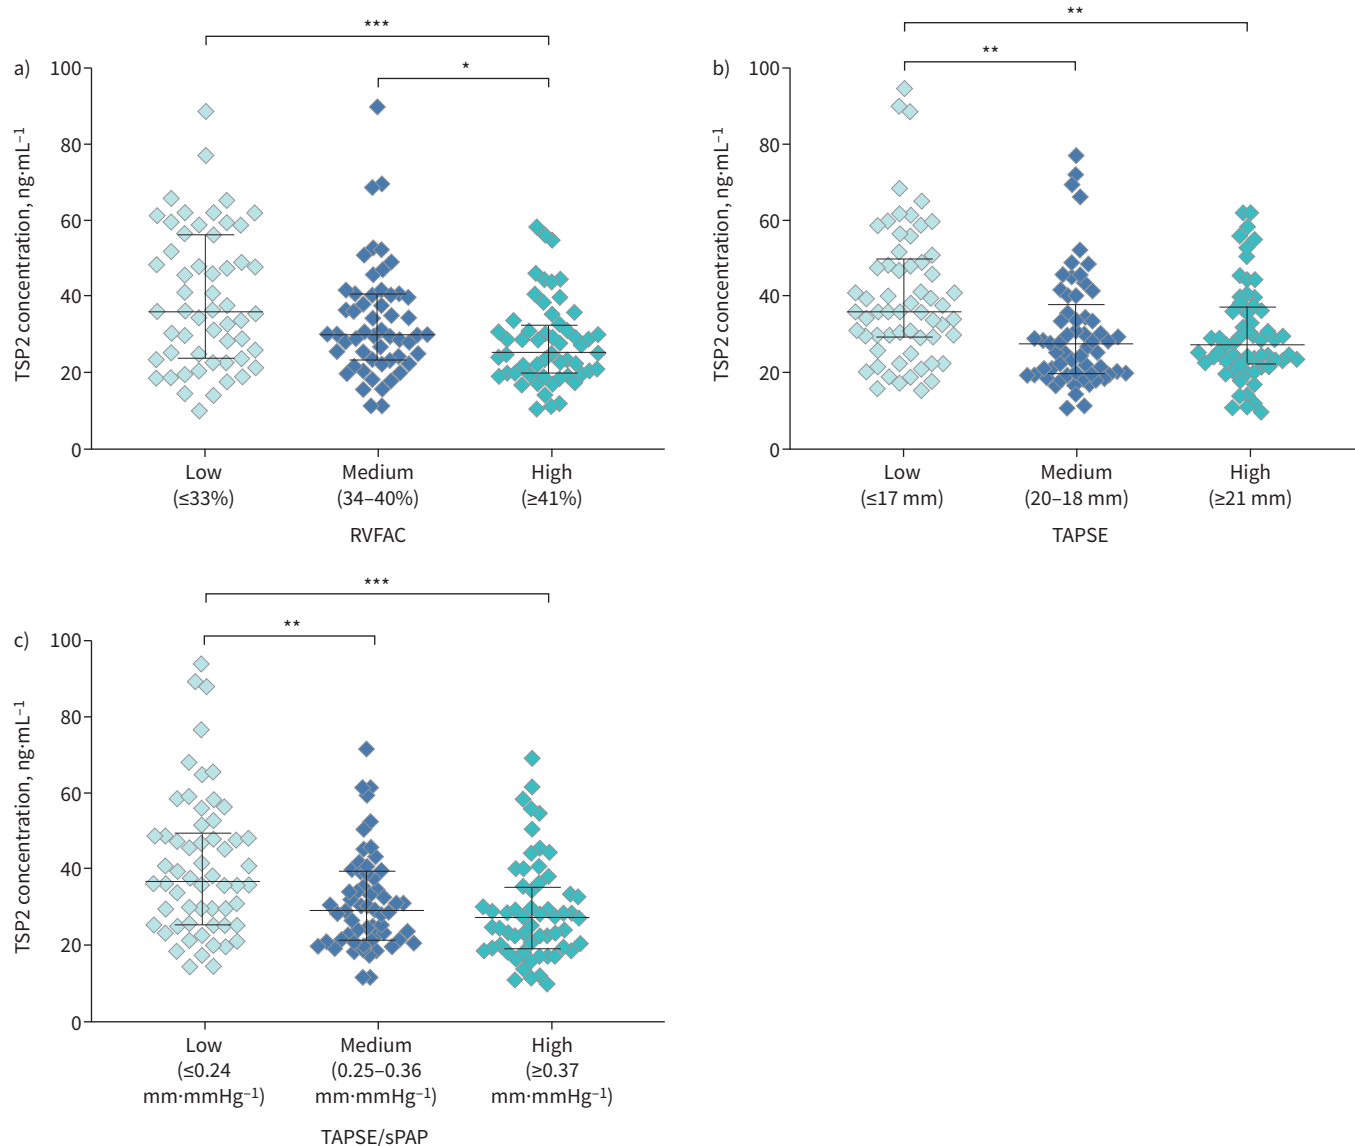 ***
*
a)
100
80
60
40
20
0
TSP2 concentration, ng·mL⁻¹
Low
(≤33%)
Medium
(34–40%)
High
(≥41%)
RVFAC
**
**
b)
100
80
60
40
20
0
TSP2 concentration, ng·mL⁻¹
Low
(≤17 mm)
Medium
(20–18 mm)
High
(≥21 mm)
TAPSE
***
**
c)
100
80
60
40
20
0
TSP2 concentration, ng·mL⁻¹
Low
(≤0.24
mm·mmHg⁻¹)
Medium
(0.25–0.36
mm·mmHg⁻¹)
High
(≥0.37
mm·mmHg⁻¹)
TAPSE/sPAP